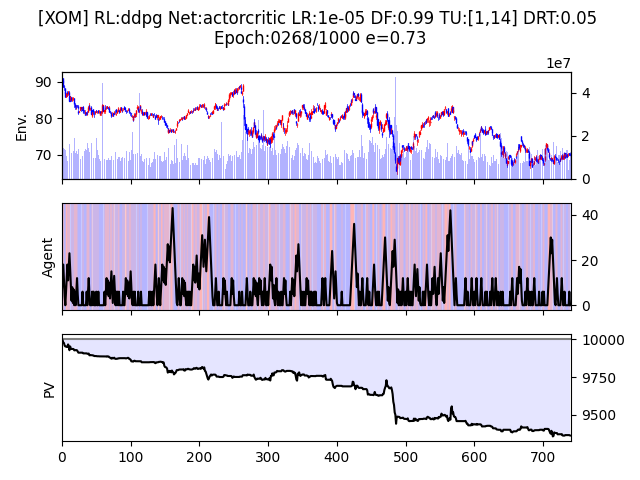 [XOM] RL:ddpg Net:actorcritic LR:1e-05 DF:0.99 TU:[1,14] DRT:0.05
Epoch:0268/1000 e=0.73
1e7
90
80
70
Env.
4
2
0
Agent
40
20
0
PV
10000
9750
9500
0 100 200 300 400 500 600 700